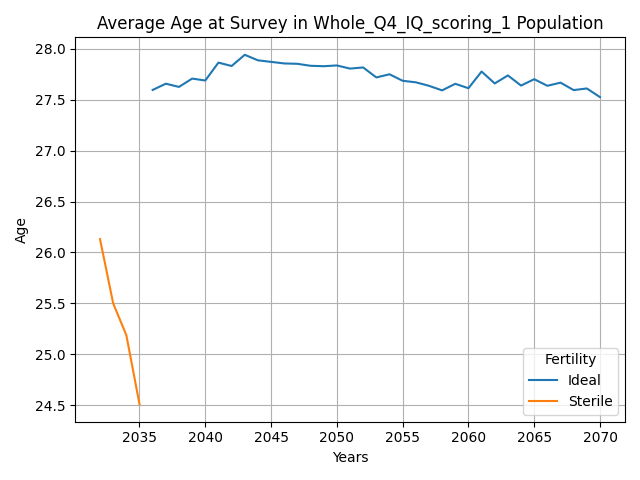 Average Age at Survey in Whole_Q4_IQ_scoring_1 Population
28.0
27.5
27.0
26.5
26.0
25.5
25.0
24.5
Age
Fertility
Ideal
Sterile
2035 2040 2045 2050 2055 2060 2065 2070
Years